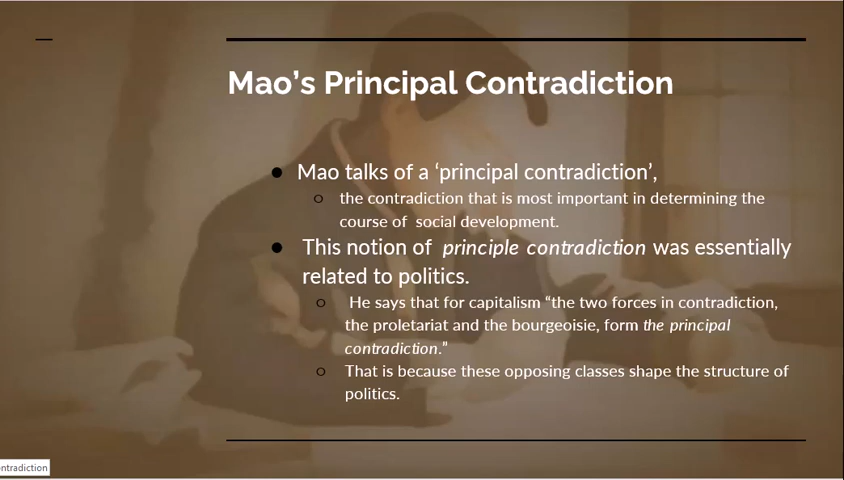 Mao’s Principal Contradiction
● Mao talks of a ‘principal contradiction’,
○ the contradiction that is most important in determining the
course of social development.
● This notion of principle contradiction was essentially
related to politics.
○ He says that for capitalism “the two forces in contradiction,
the proletariat and the bourgeoisie, form the principal
contradiction.”
○ That is because these opposing classes shape the structure of
politics.
ntradiction